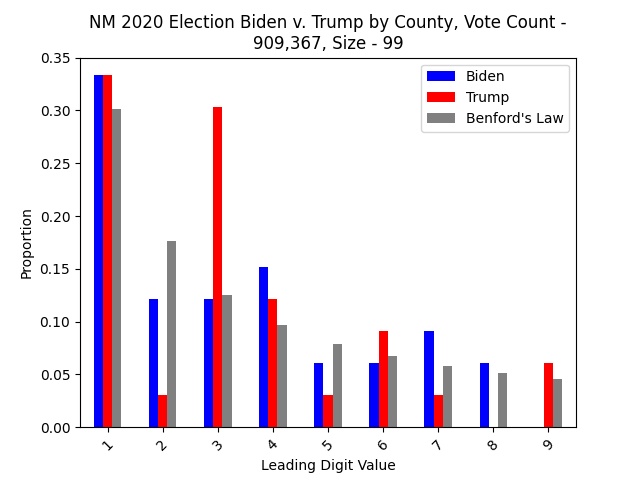 NM 2020 Election Biden v. Trump by County, Vote Count -
909,367, Size - 99
Biden
Trump
Benford's Law
Proportion
0.35
0.30
0.25
0.20
0.15
0.10
0.05
0.00
1 2 3 4 5 6 7 8 9
Leading Digit Value